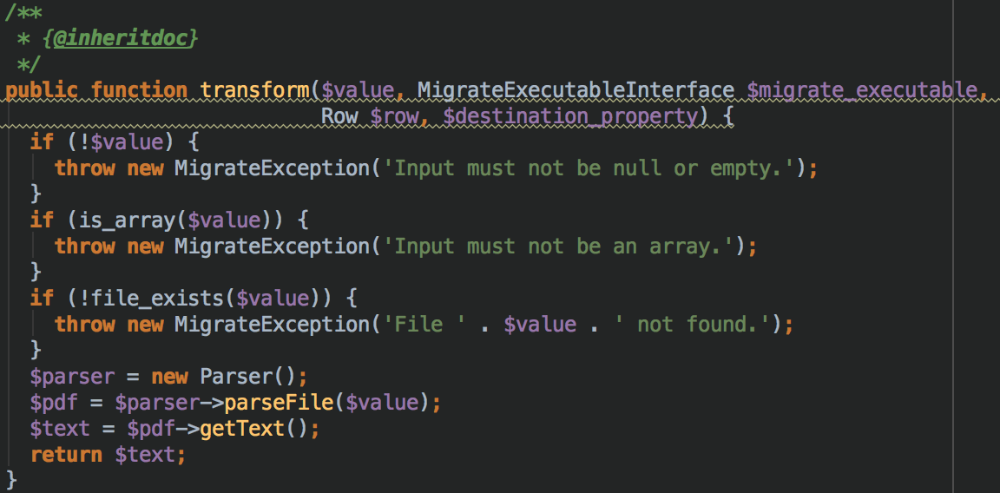 /**
 * {@inheritdoc}
 */
public function transform($value, MigrateExecutableInterface $migrate_executable,
                          Row $row, $destination_property) {
  if (!$value) {
    throw new MigrateException('Input must not be null or empty.');
  }
  if (is_array($value)) {
    throw new MigrateException('Input must not be an array.');
  }
  if (!file_exists($value)) {
    throw new MigrateException('File ' . $value . ' not found.');
  }
  $parser = new Parser();
  $pdf = $parser->parseFile($value);
  $text = $pdf->getText();
  return $text;
}